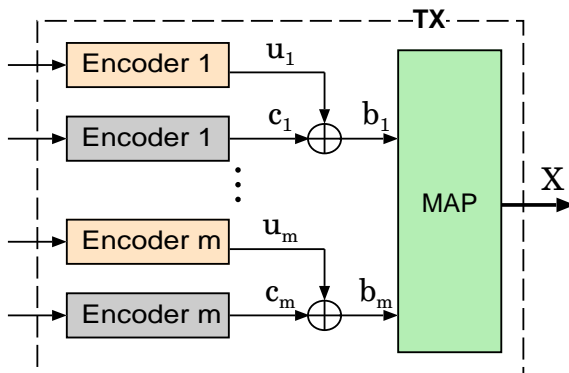 TX
Encoder 1
u1
Encoder 1
c1
b1
MAP
X
Encoder m
um
Encoder m
cm
bm